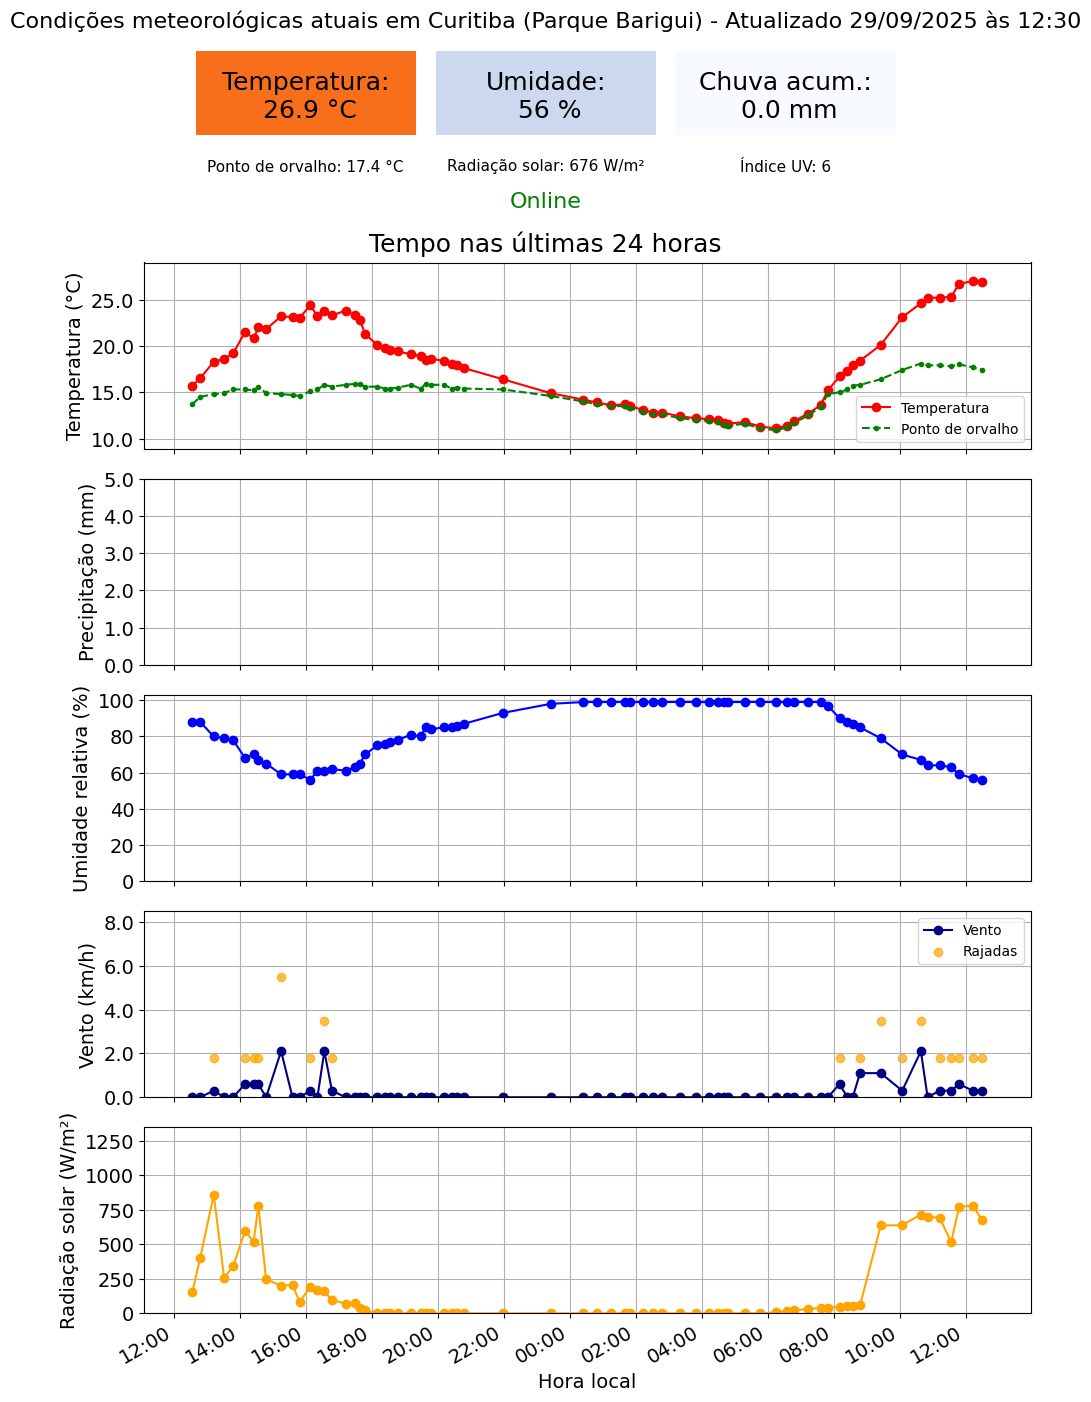 Condições meteorológicas atuais em Curitiba (Parque Barigui) - Atualizado 29/09/2025 às 12:30
Temperatura:
26.9 °C
Umidade:
56 %
Chuva acum.:
0.0 mm
Ponto de orvalho: 17.4 °C
Radiação solar: 676 W/m²
Índice UV: 6
Online
Tempo nas últimas 24 horas
Temperatura (°C)
25.0
20.0
15.0
10.0
Temperatura
Ponto de orvalho
Precipitação (mm)
5.0
4.0
3.0
2.0
1.0
0.0
Umidade relativa (%)
100
80
60
40
20
0
Vento (km/h)
8.0
6.0
4.0
2.0
0.0
Vento
Rajadas
Radiação solar (W/m²)
1250
1000
750
500
250
0
12:00
14:00
16:00
18:00
20:00
22:00
00:00
02:00
04:00
06:00
08:00
10:00
12:00
Hora local